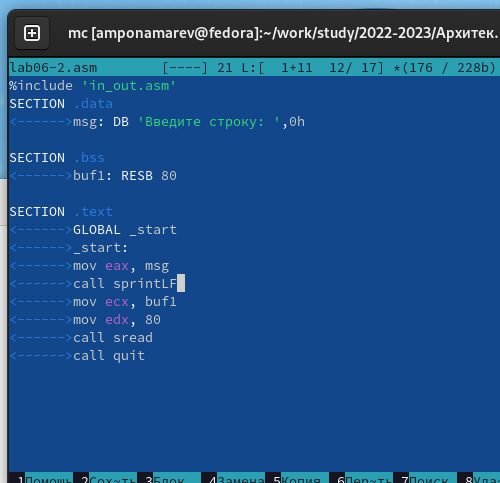 mc [amponamarev@fedora]:~/work/study/2022-2023/Архитек.
lab06-2.asm [----] 21 L:[ 1+11 12/ 17] *(176 / 228b)
%include 'in_out.asm'
SECTION .data
<------>msg: DB 'Введите строку: ',0h
SECTION .bss
<------>buf1: RESB 80
SECTION .text
<------>GLOBAL _start
<------>_start:
<------>mov eax, msg
<------>call sprintLF
<------>mov ecx, buf1
<------>mov edx, 80
<------>call sread
<------>call quit
1Помощь 2Сох~ть 3Блок 4Замена 5Копия 6Пер~ть 7Поиск 8Уда